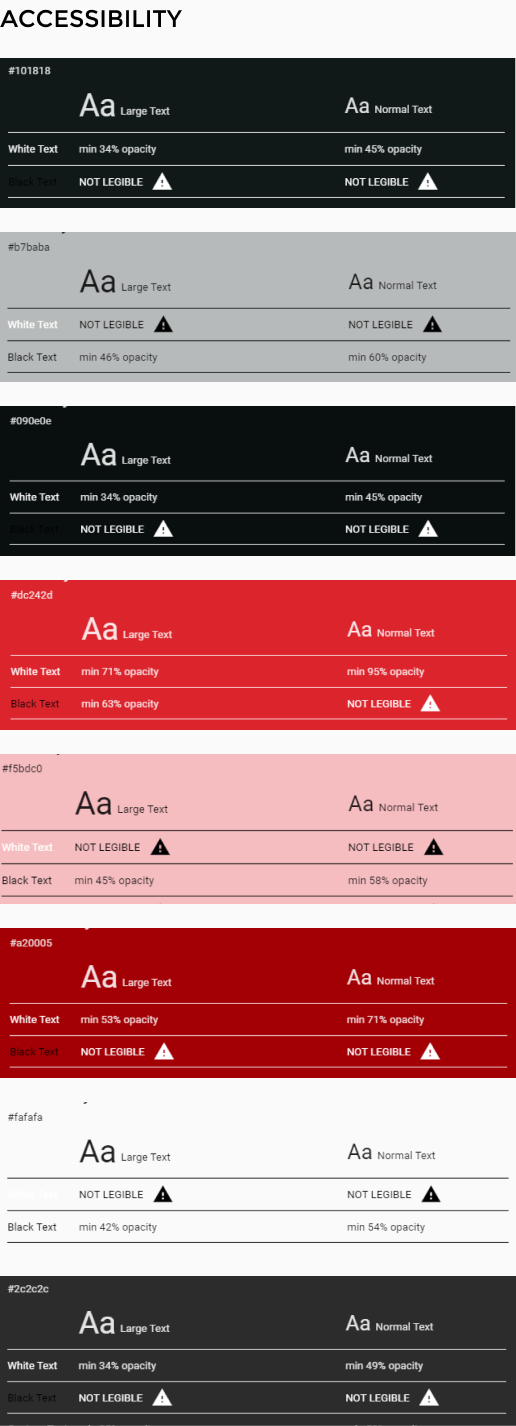 ACCESSIBILITY
#101818
Aa Large Text Aa Normal Text
White Text min 34% opacity min 45% opacity
Black Text NOT LEGIBLE NOT LEGIBLE
#b7baba
Aa Large Text Aa Normal Text
White Text NOT LEGIBLE NOT LEGIBLE
Black Text min 46% opacity min 60% opacity
#090e0e
Aa Large Text Aa Normal Text
White Text min 34% opacity min 45% opacity
Black Text NOT LEGIBLE NOT LEGIBLE
#dc242d
Aa Large Text Aa Normal Text
White Text min 71% opacity min 95% opacity
Black Text min 63% opacity NOT LEGIBLE
#f5bdc0
Aa Large Text Aa Normal Text
White Text NOT LEGIBLE NOT LEGIBLE
Black Text min 45% opacity min 58% opacity
#a20005
Aa Large Text Aa Normal Text
White Text min 53% opacity min 71% opacity
Black Text NOT LEGIBLE NOT LEGIBLE
#fafafa
Aa Large Text Aa Normal Text
NOT LEGIBLE NOT LEGIBLE
Black Text min 42% opacity min 54% opacity
#2c2c2c
Aa Large Text Aa Normal Text
White Text min 34% opacity min 49% opacity
Black Text NOT LEGIBLE NOT LEGIBLE